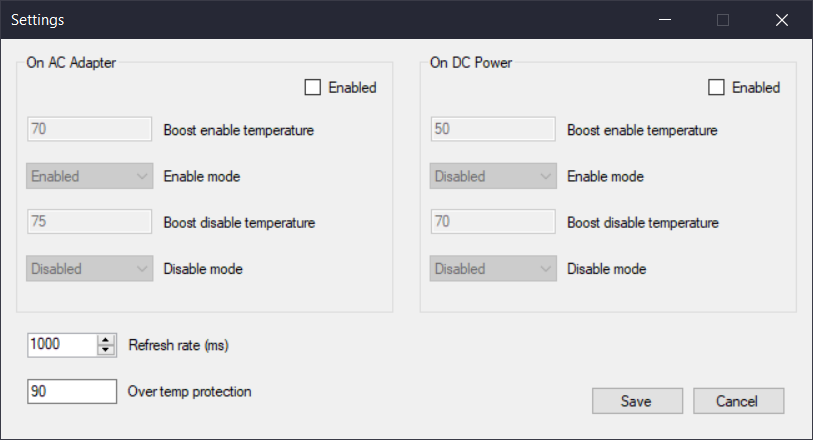 Settings
On AC Adapter
Enabled
70 Boost enable temperature
Enabled Enable mode
75 Boost disable temperature
Disabled Disable mode
On DC Power
Enabled
50 Boost enable temperature
Disabled Enable mode
70 Boost disable temperature
Disabled Disable mode
1000 Refresh rate (ms)
90 Over temp protection
Save Cancel